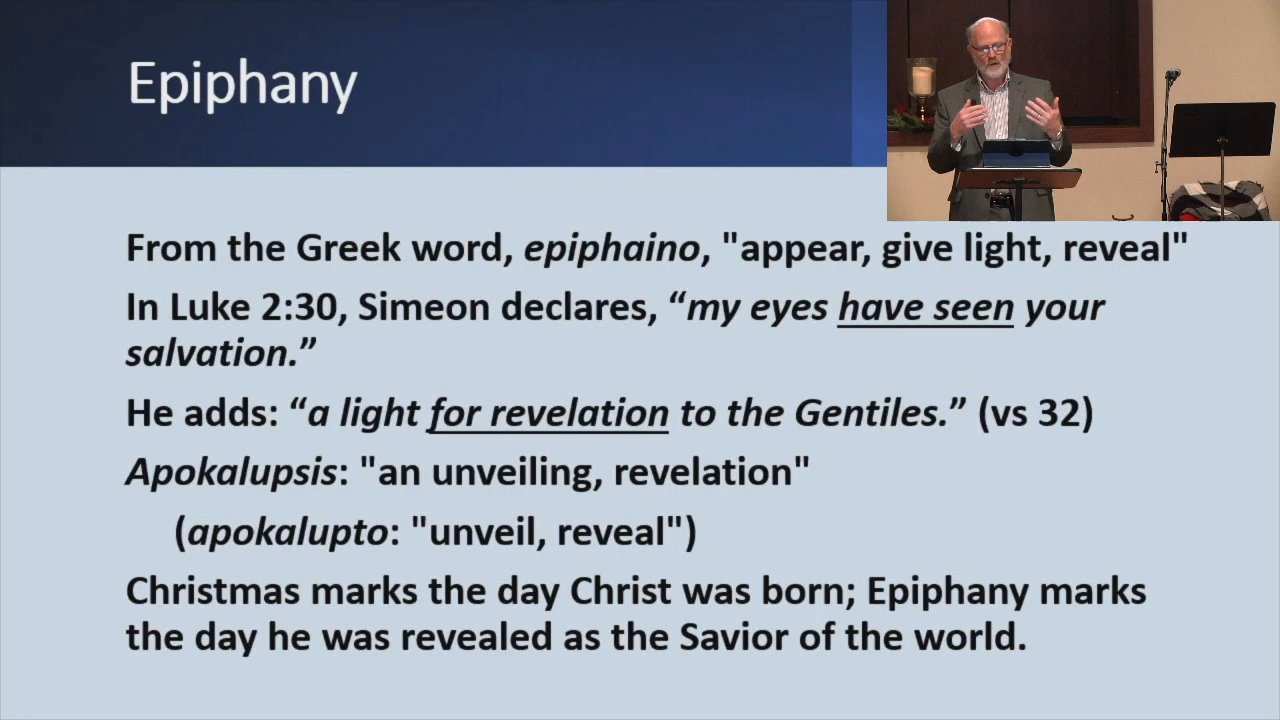 Epiphany
From the Greek word, epiphaino, "appear, give light, reveal"
In Luke 2:30, Simeon declares, “my eyes have seen your
salvation.”
He adds: “a light for revelation to the Gentiles.” (vs 32)
Apokalupsis: "an unveiling, revelation"
(apokalupto: "unveil, reveal")
Christmas marks the day Christ was born; Epiphany marks
the day he was revealed as the Savior of the world.